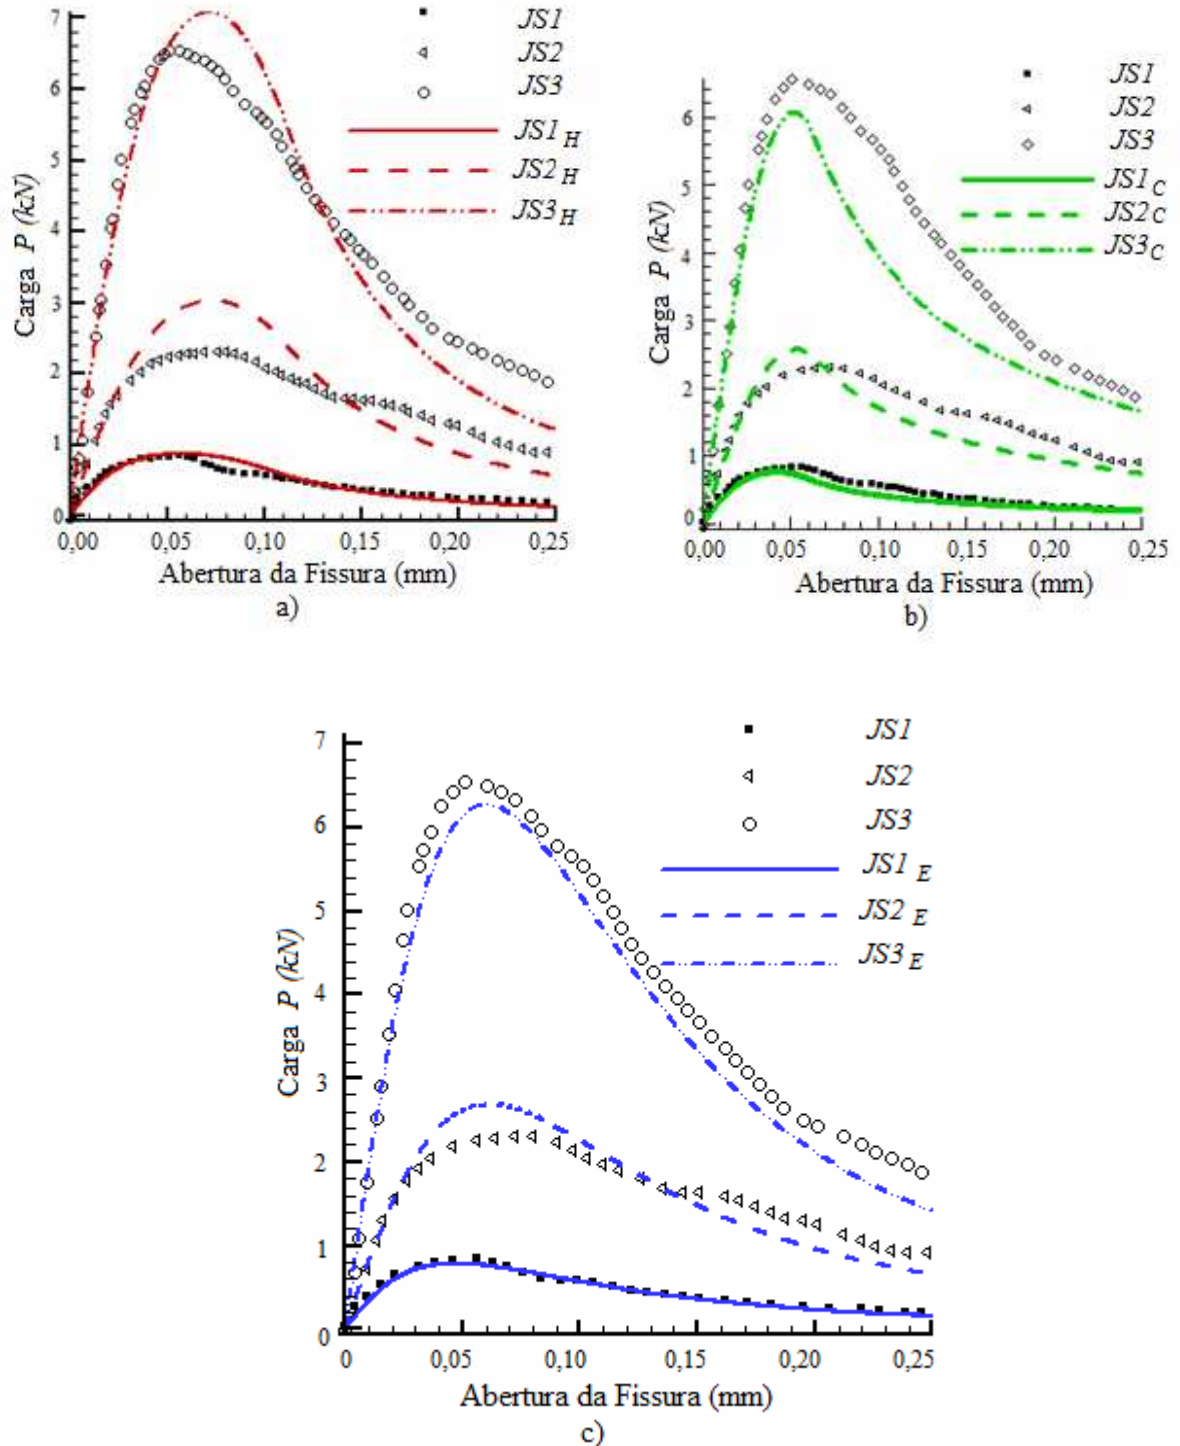 7
6
5
4
3
2
1
0
Carga P (kN)
0,00 0,05 0,10 0,15 0,20 0,25
Abertura da Fissura (mm)
a)
JS1
JS2
JS3
JS1 H
JS2 H
JS3 H
6
5
4
3
2
1
0
Carga P (kN)
0,00 0,05 0,10 0,15 0,20 0,25
Abertura da Fissura (mm)
b)
JS1
JS2
JS3
JS1 C
JS2 C
JS3 C
7
6
5
4
3
2
1
0
Carga P (kN)
0 0,05 0,10 0,15 0,20 0,25
Abertura da Fissura (mm)
c)
JS1
JS2
JS3
JS1 E
JS2 E
JS3 E